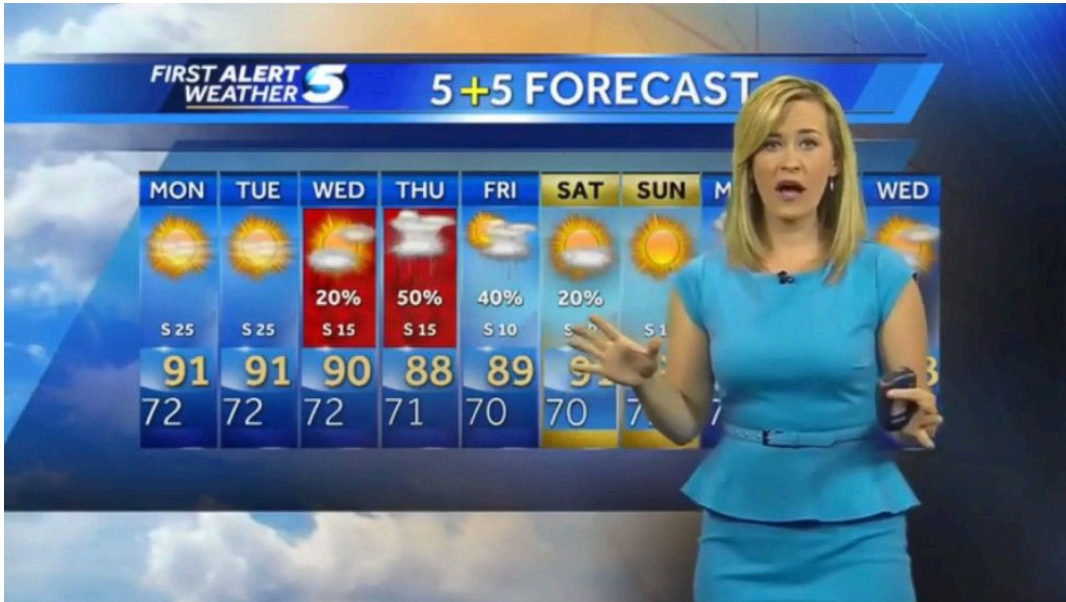 FIRST ALERT
WEATHER 5
5+5 FORECAST
MON TUE WED THU FRI SAT SUN WED
20% 50% 40% 20%
S 25 S 25 S 15 S 15 S 10
91 91 90 88 89 91
72 72 72 71 70 70